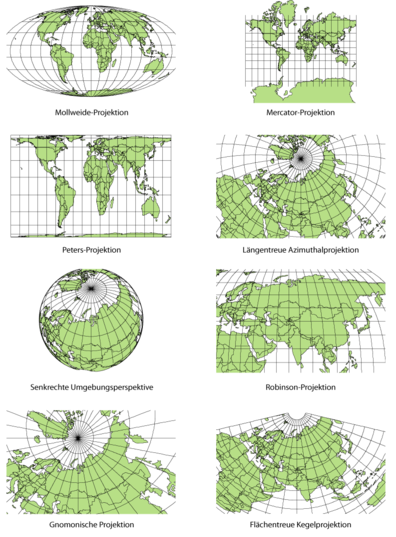 Mollweide-Projektion
Mercator-Projektion
Peters-Projektion
Längentreue Azimuthalprojektion
Senkrechte Umgebungsperspektive
Robinson-Projektion
Gnomonische Projektion
Flächentreue Kegelprojektion